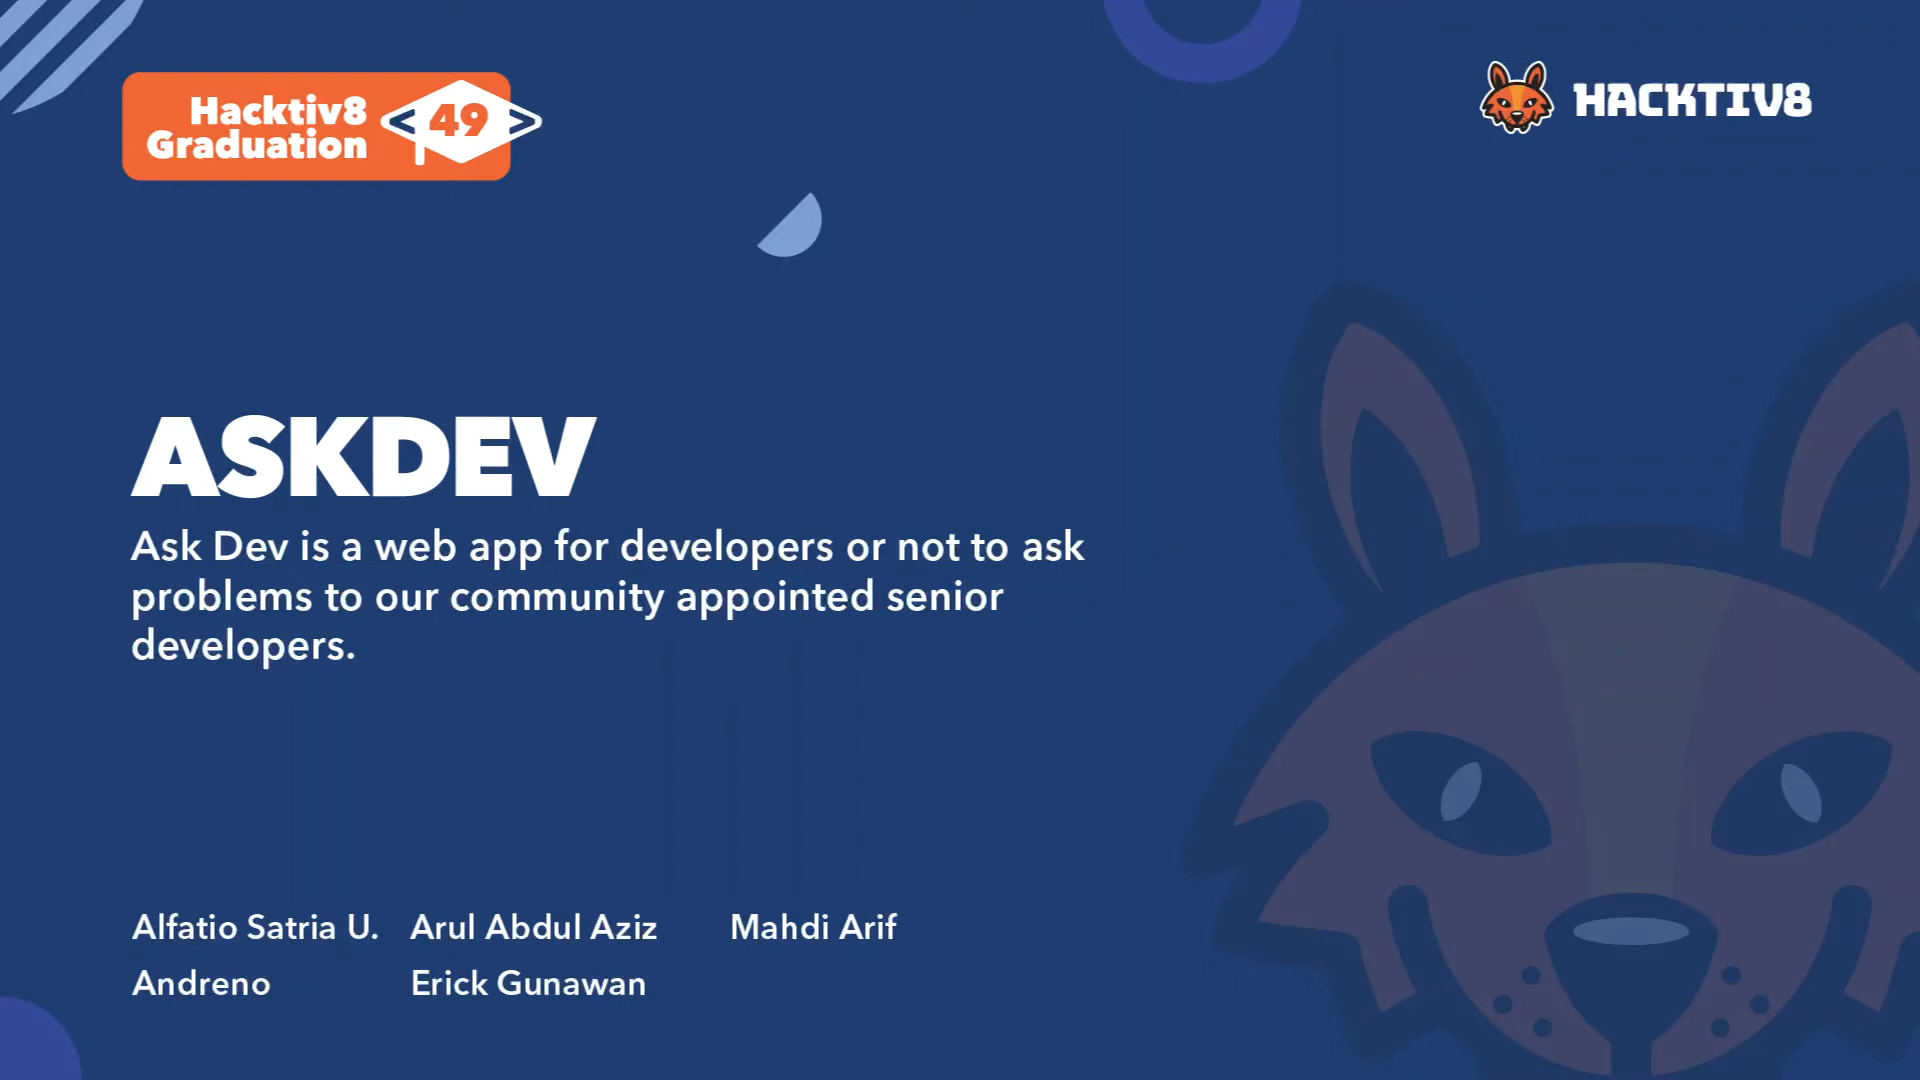 Hacktiv8
Graduation
<49>
HACKTIV8
ASKDEV
Ask Dev is a web app for developers or not to ask
problems to our community appointed senior
developers.
Alfatio Satria U. Arul Abdul Aziz Mahdi Arif
Andreno Erick Gunawan